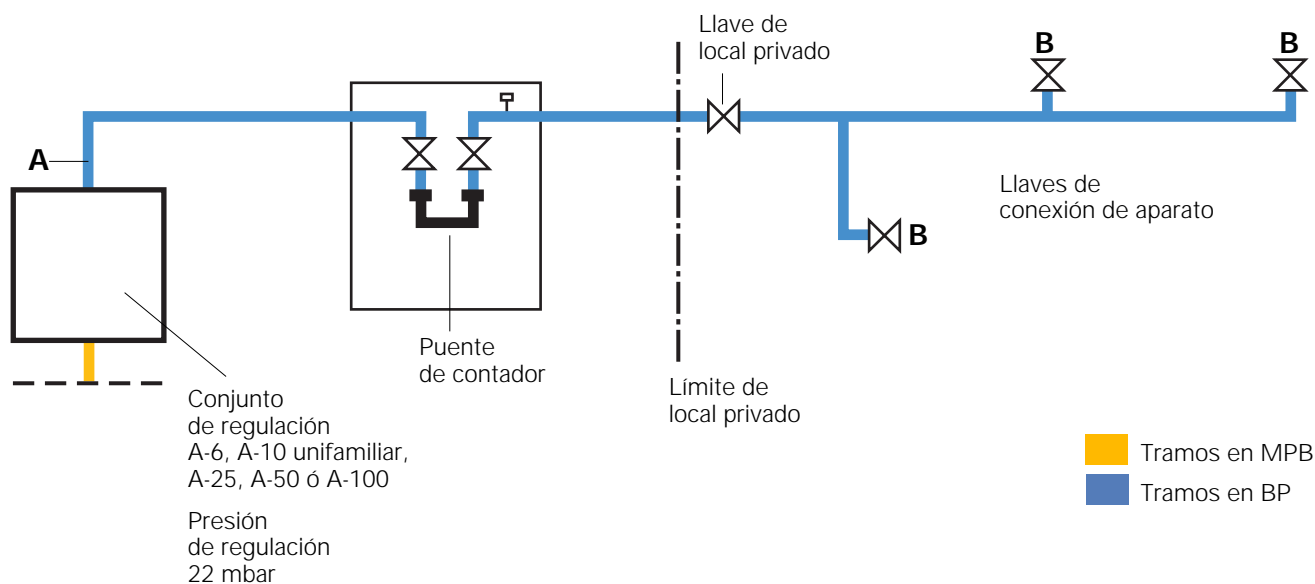 Llave de
local privado
B
B
A
B
Llaves de
conexión de aparato
Puente
de contador
Límite de
local privado
Conjunto
de regulación
A-6, A-10 unifamiliar,
A-25, A-50 ó A-100
Presión
de regulación
22 mbar
Tramos en MPB
Tramos en BP